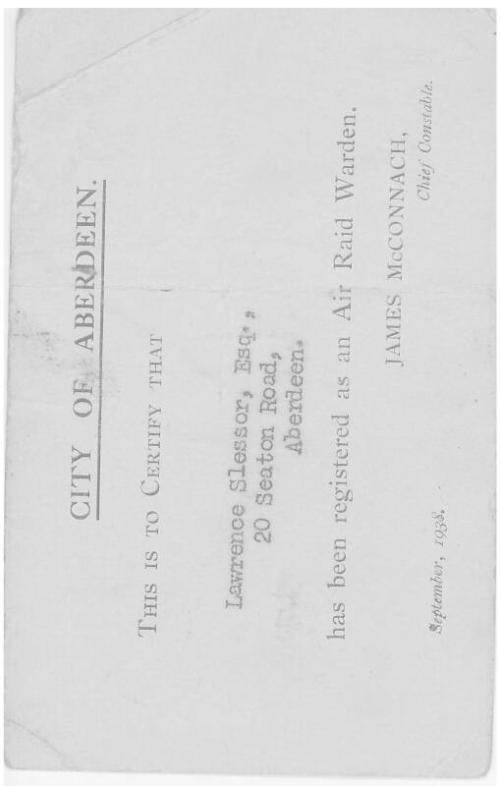 CITY OF ABERDEEN.
THIS IS TO CERTIFY THAT
Lawrence Slessor, Esq.,
20 Seaton Road,
Aberdeen.
has been registered as an Air Raid Warden.
JAMES McCONNACH,
Chief Constable.
September, 1938.